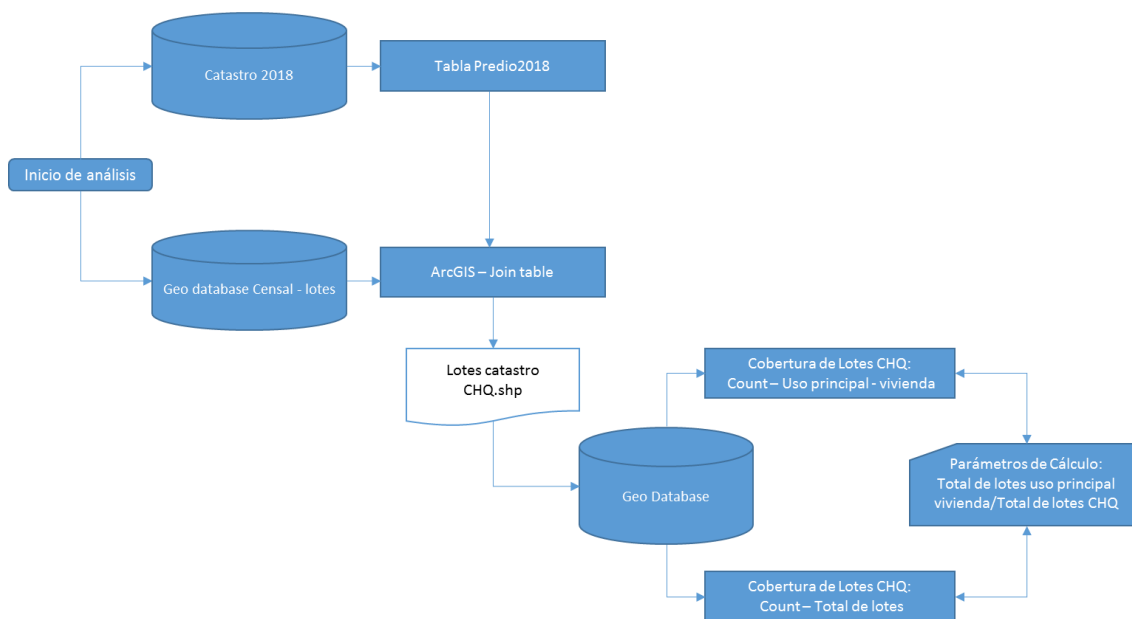 Catastro 2018
Tabla Predio2018
Inicio de análisis
Geo database Censal - lotes
ArcGIS – Join table
Lotes catastro
CHQ.shp
Cobertura de Lotes CHQ:
Count – Uso principal - vivienda
Geo Database
Parámetros de Cálculo:
Total de lotes uso principal
vivienda/Total de lotes CHQ
Cobertura de Lotes CHQ:
Count – Total de lotes